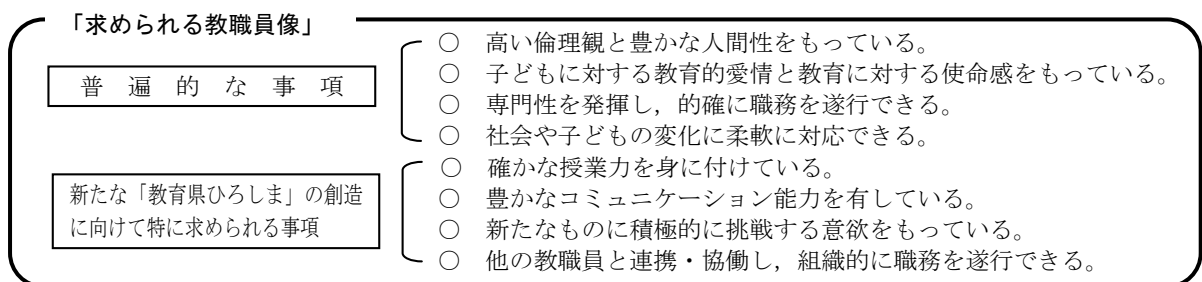 「求められる教職員像」
普遍的な事項
○ 高い倫理観と豊かな人間性をもっている。
○ 子どもに対する教育的愛情と教育に対する使命感をもっている。
○ 専門性を発揮し，的確に職務を遂行できる。
○ 社会や子どもの変化に柔軟に対応できる。
新たな「教育県ひろしま」の創造
に向けて特に求められる事項
○ 確かな授業力を身に付けている。
○ 豊かなコミュニケーション能力を有している。
○ 新たなものに積極的に挑戦する意欲をもっている。
○ 他の教職員と連携・協働し，組織的に職務を遂行できる。